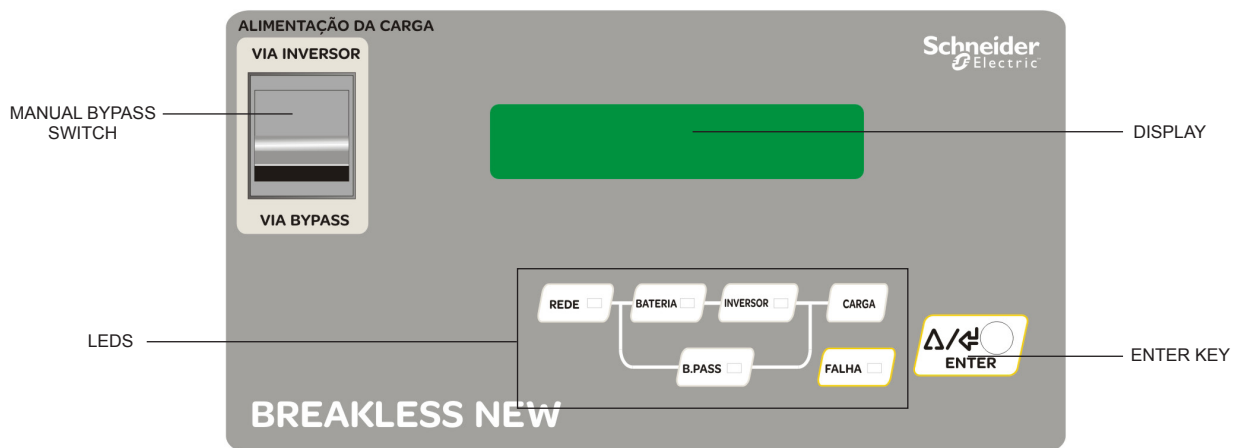 ALIMENTAÇÃO DA CARGA
VIA INVERSOR
Schneider
Electric
MANUAL BYPASS
SWITCH
DISPLAY
VIA BYPASS
REDE
BATERIA
INVERSOR
CARGA
LEDS
B.PASS
FALHA
ENTER
ENTER KEY
BREAKLESS NEW